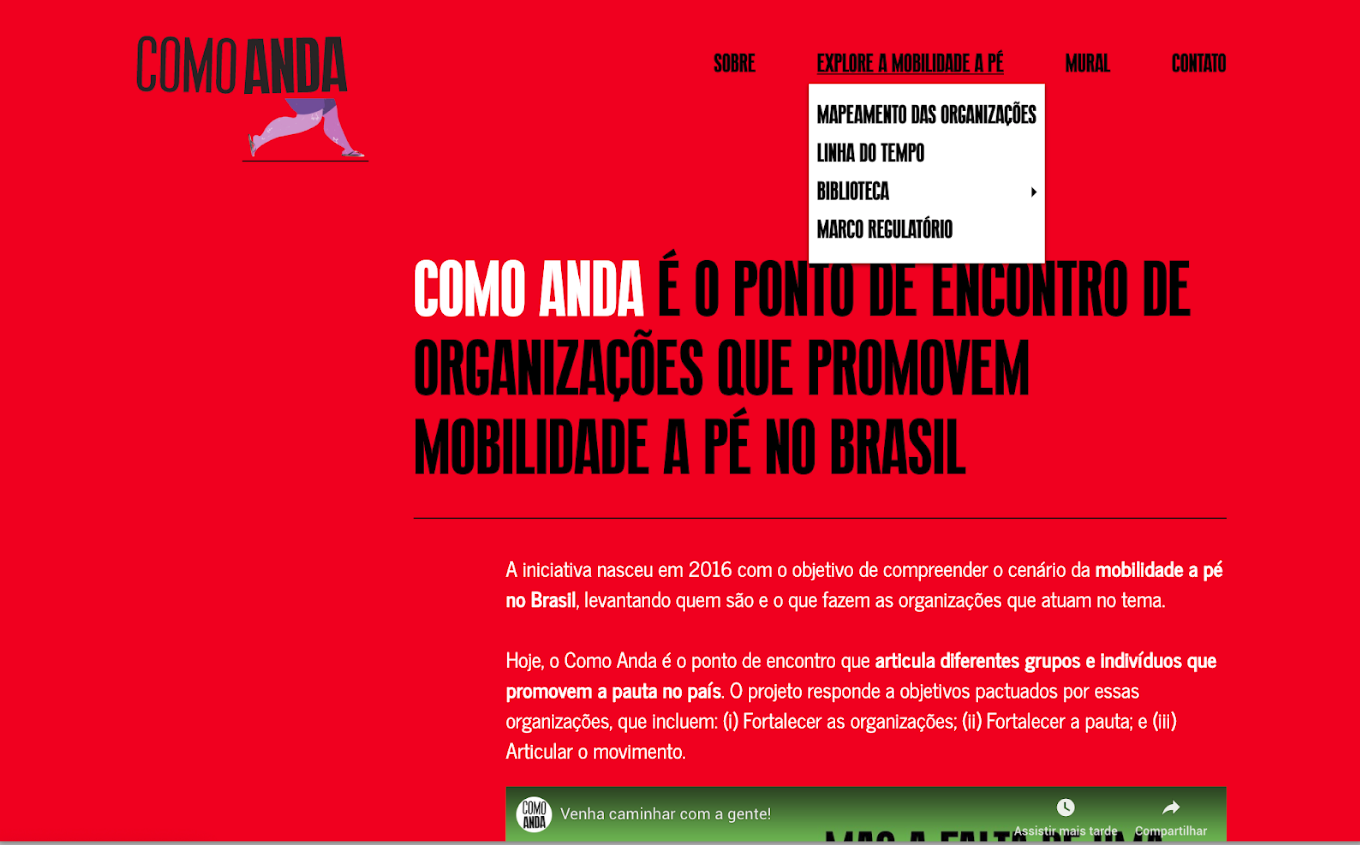 COMO ANDA
SOBRE
EXPLORE A MOBILIDADE A PÉ
MURAL
CONTATO
MAPEAMENTO DAS ORGANIZAÇÕES
LINHA DO TEMPO
BIBLIOTECA
MARCO REGULATÓRIO
COMO ANDA É O PONTO DE ENCONTRO DE
ORGANIZAÇÕES QUE PROMOVEM
MOBILIDADE A PÉ NO BRASIL
A iniciativa nasceu em 2016 com o objetivo de compreender o cenário da mobilidade a pé
no Brasil, levantando quem são e o que fazem as organizações que atuam no tema.
Hoje, o Como Anda é o ponto de encontro que articula diferentes grupos e indivíduos que
promovem a pauta no país. O projeto responde a objetivos pactuados por essas
organizações, que incluem: (i) Fortalecer as organizações; (ii) Fortalecer a pauta; e (iii)
Articular o movimento.
COMO
ANDA
Venha caminhar com a gente!
Assistir mais tarde
Compartilhar
MAS A FALTA DE UMA